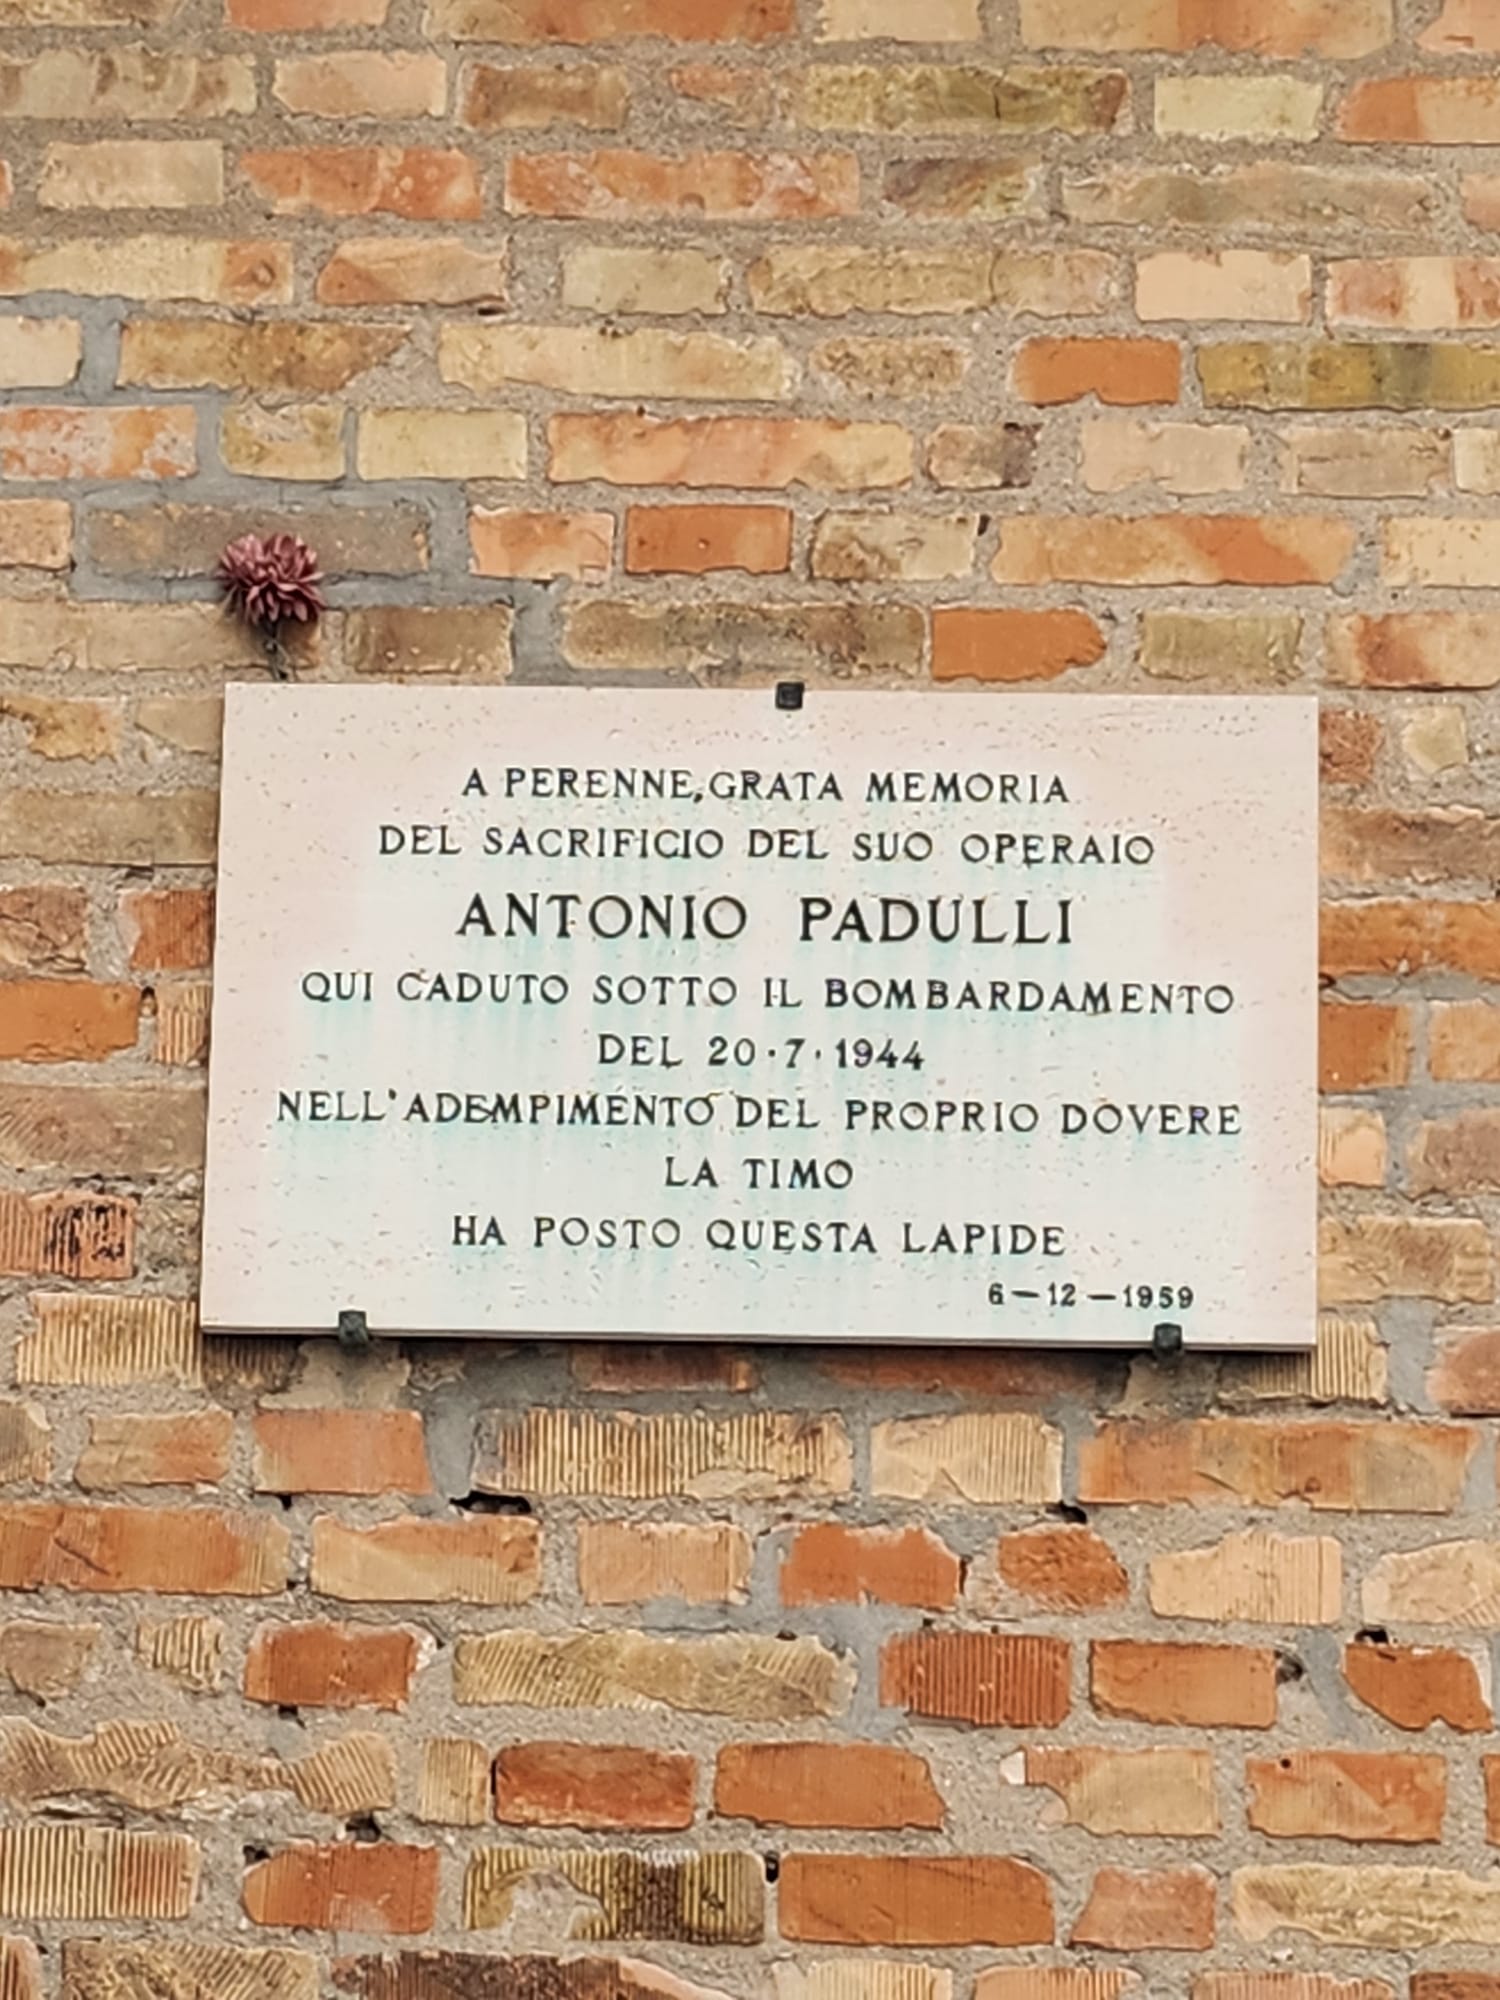 A PERENNE, GRATA MEMORIA
DEL SACRIFICIO DEL SUO OPERAIO
ANTONIO PADULLI
QUI CADUTO SOTTO IL BOMBARDAMENTO
DEL 20·7·1944
NELL'ADEMPIMENTO DEL PROPRIO DOVERE
LA TIMO
HA POSTO QUESTA LAPIDE
6-12-1959